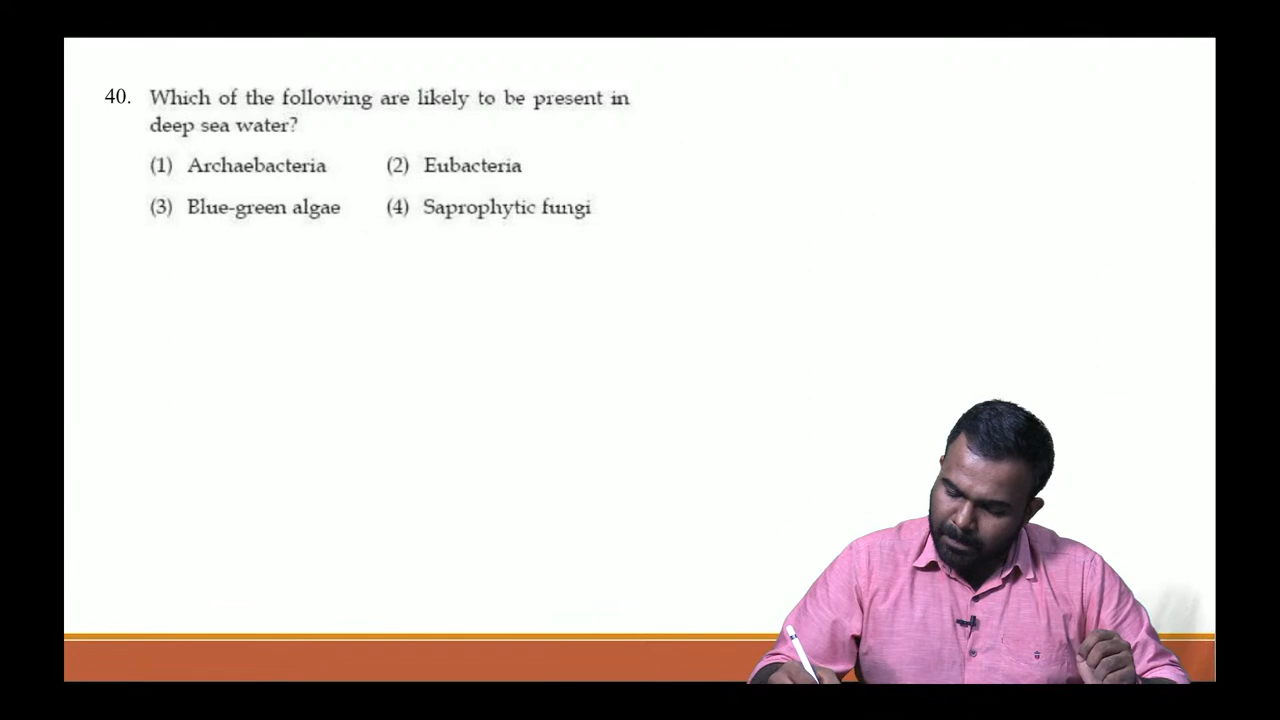 40. Which of the following are likely to be present in
deep sea water?
(1) Archaebacteria (2) Eubacteria
(3) Blue-green algae (4) Saprophytic fungi